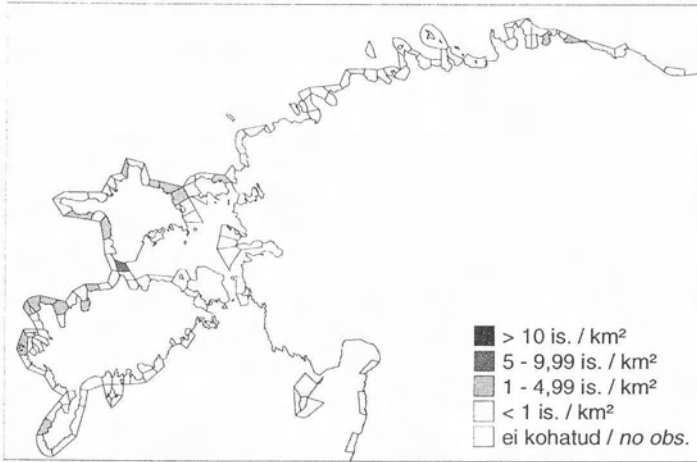 > 10 is. / km²
5 - 9,99 is. / km²
1 - 4,99 is. / km²
< 1 is. / km²
ei kohatud / no obs.